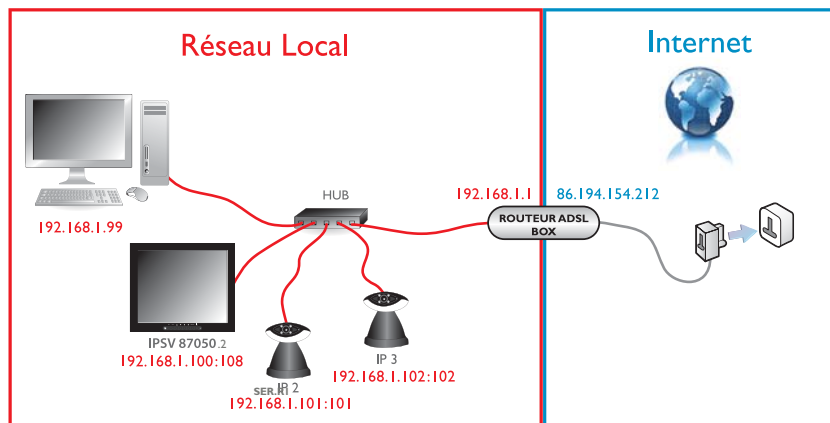 Réseau Local
Internet
HUB
192.168.1.1
86.194.154.212
ROUTEUR ADSL
BOX
192.168.1.99
IPSV 87050.2
192.168.1.100:108
IP 3
192.168.1.102:102
IP 2
SER.RI
192.168.1.101:101